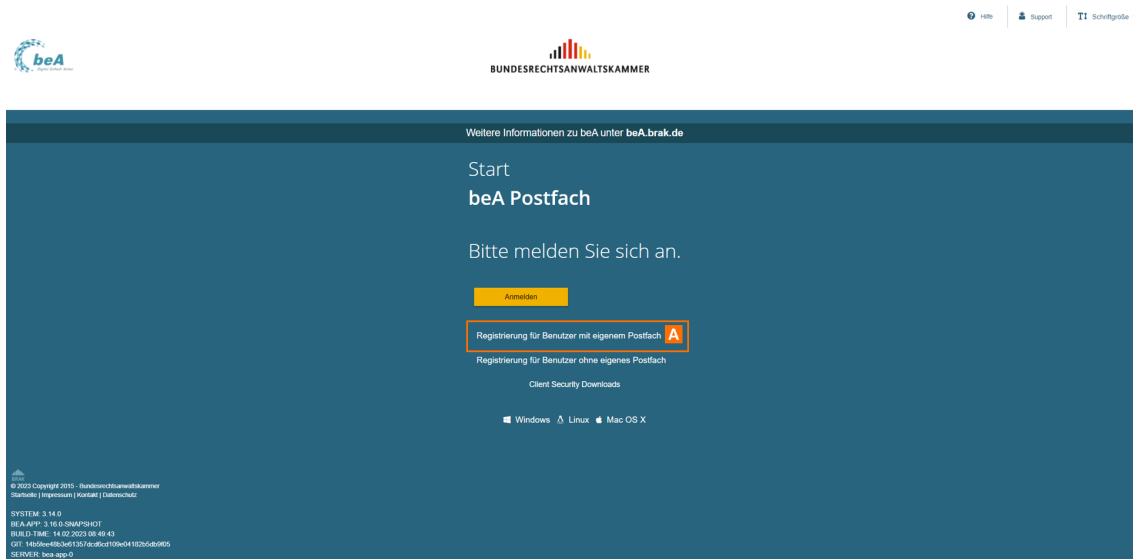 Hilfe Support Schriftgröße
beA
BUNDESRECHTSANWALTSKAMMER
Weitere Informationen zu beA unter beA.brak.de
Start
beA Postfach
Bitte melden Sie sich an.
Anmelden
Registrierung für Benutzer mit eigenem Postfach A
Registrierung für Benutzer ohne eigenes Postfach
Client Security Downloads
Windows Linux Mac OS X
BRAK
© 2023 Copyright 2015 - Bundesrechtsanwaltskammer
Startseite | Impressum | Kontakt | Datenschutz
SYSTEM: 3.14.0
BEA-APP: 3.16.0-SNAPSHOT
BUILD-TIME: 14.02.2023 08:49:43
SERVER: bea-app-0